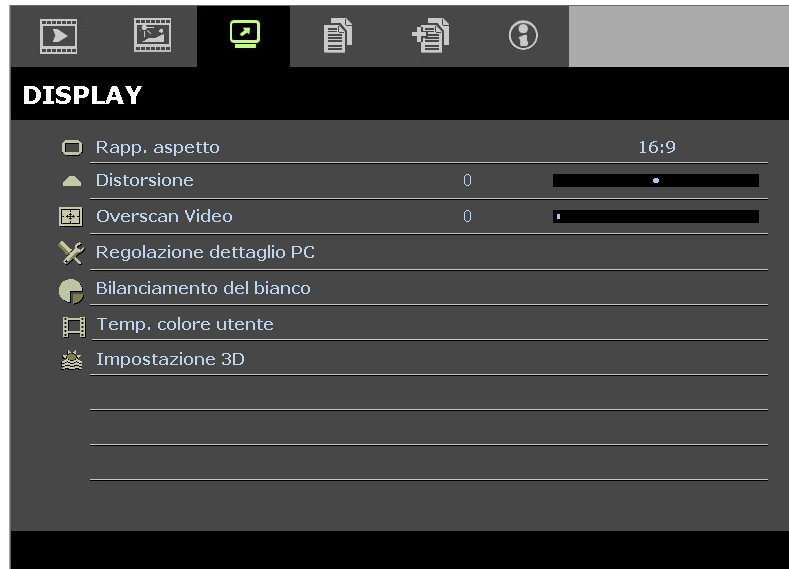 DISPLAY
Rapp. aspetto 16:9
Distorsione 0
Overscan Video 0
Regolazione dettaglio PC
Bilanciamento del bianco
Temp. colore utente
Impostazione 3D